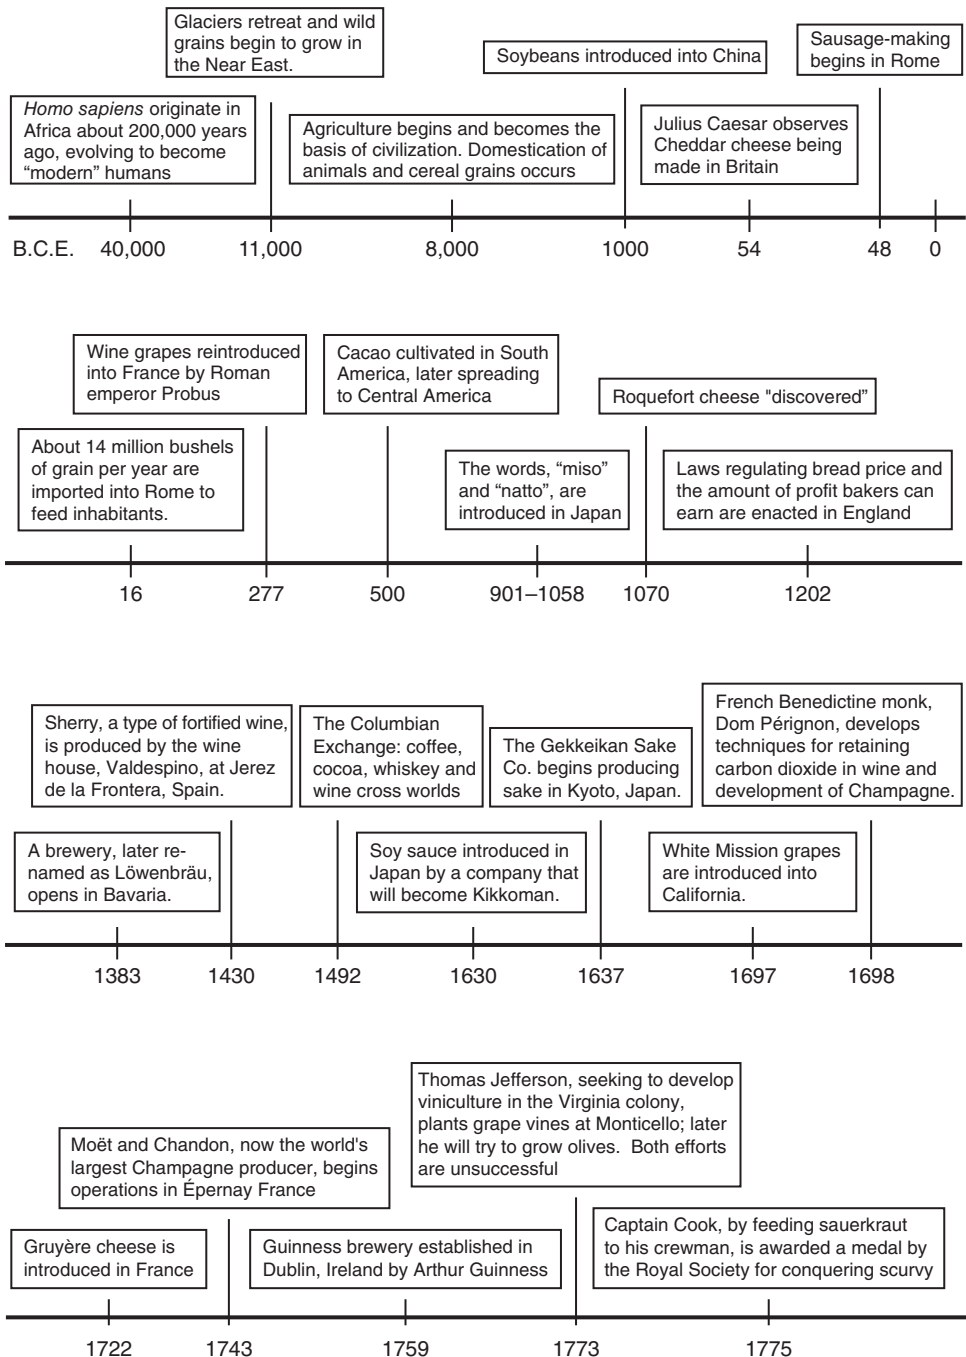 Glaciers retreat and wild
grains begin to grow in
the Near East.
Soybeans introduced into China
Sausage-making
begins in Rome
Homo sapiens originate in
Africa about 200,000 years
ago, evolving to become
“modern” humans
Agriculture begins and becomes the
basis of civilization. Domestication of
animals and cereal grains occurs
Julius Caesar observes
Cheddar cheese being
made in Britain
B.C.E. 40,000 11,000 8,000 1000 54 48 0
Wine grapes reintroduced
into France by Roman
emperor Probus
Cacao cultivated in South
America, later spreading
to Central America
Roquefort cheese "discovered”
About 14 million bushels
of grain per year are
imported into Rome to
feed inhabitants.
The words, “miso”
and “natto”, are
introduced in Japan
Laws regulating bread price and
the amount of profit bakers can
earn are enacted in England
16 277 500 901–1058 1070 1202
Sherry, a type of fortified wine,
is produced by the wine
house, Valdespino, at Jerez
de la Frontera, Spain.
The Columbian
Exchange: coffee,
cocoa, whiskey and
wine cross worlds
The Gekkeikan Sake
Co. begins producing
sake in Kyoto, Japan.
French Benedictine monk,
Dom Pérignon, develops
techniques for retaining
carbon dioxide in wine and
development of Champagne.
A brewery, later re-
named as Löwenbräu,
opens in Bavaria.
Soy sauce introduced in
Japan by a company that
will become Kikkoman.
White Mission grapes
are introduced into
California.
1383 1430 1492 1630 1637 1697 1698
Thomas Jefferson, seeking to develop
viniculture in the Virginia colony,
plants grape vines at Monticello; later
he will try to grow olives. Both efforts
are unsuccessful
Moët and Chandon, now the world's
largest Champagne producer, begins
operations in Épernay France
Gruyère cheese is
introduced in France
Guinness brewery established in
Dublin, Ireland by Arthur Guinness
Captain Cook, by feeding sauerkraut
to his crewman, is awarded a medal by
the Royal Society for conquering scurvy
1722 1743 1759 1773 1775